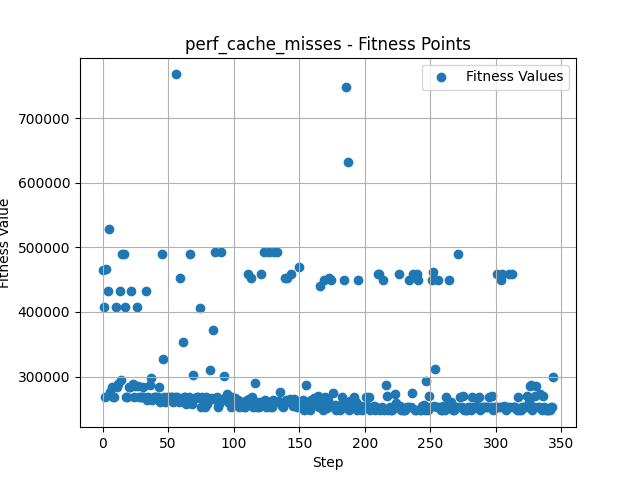 perf_cache_misses - Fitness Points
Fitness Values
700000
600000
500000
400000
300000
Fitness Value
0 50 100 150 200 250 300 350
Step